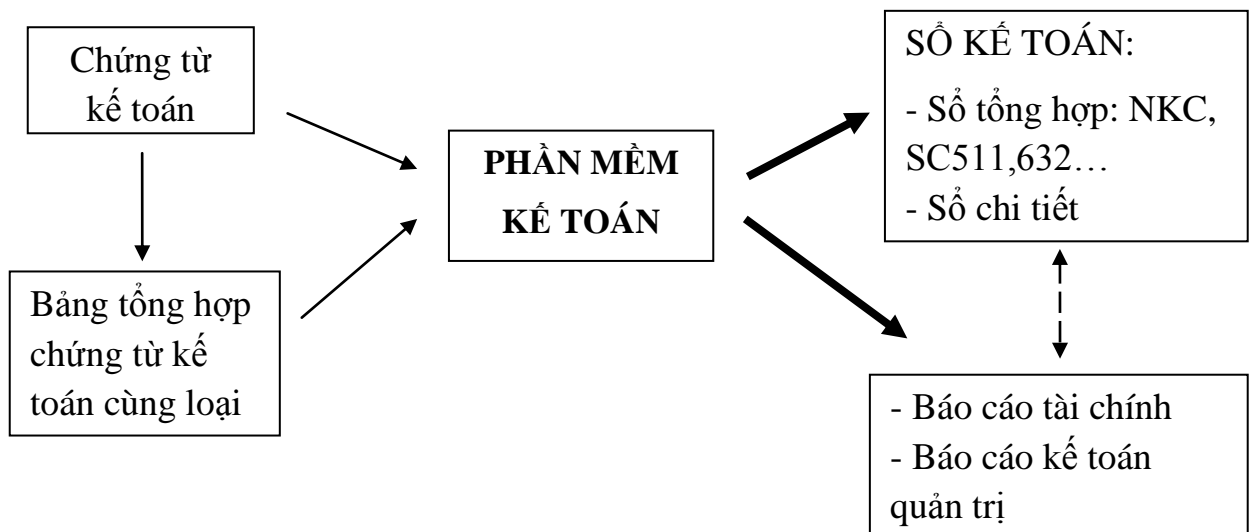 Chứng từ
kế toán
Bảng tổng hợp
chứng từ kế
toán cùng loại
PHẦN MỀM
KẾ TOÁN
SỔ KẾ TOÁN:
- Sổ tổng hợp: NKC,
SC511,632…
- Sổ chi tiết
- Báo cáo tài chính
- Báo cáo kế toán
quản trị